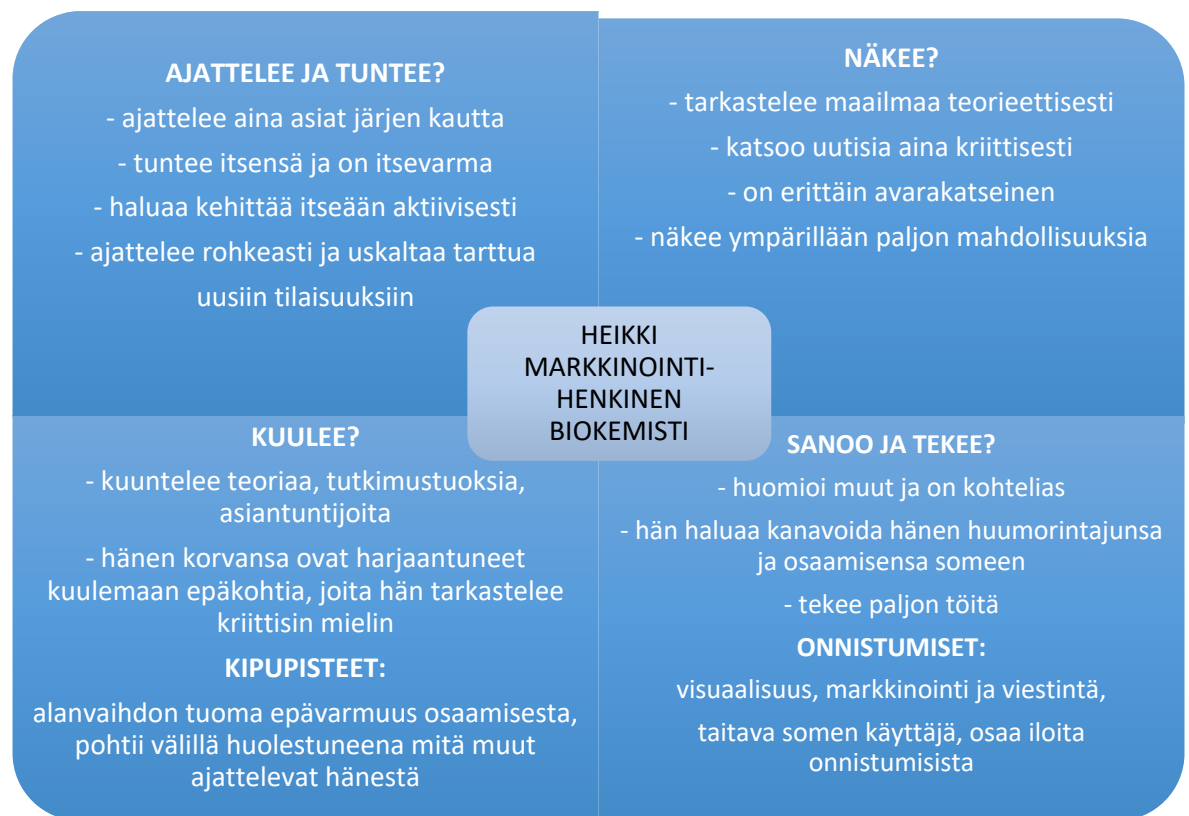 AJATTELEE JA TUNTEE?
- ajattelee aina asiat järjen kautta
- tuntee itsensä ja on itsevarma
- haluaa kehittää itseään aktiivisesti
- ajattelee rohkeasti ja uskaltaa tarttua
uusiin tilaisuuksiin
NÄKEE?
- tarkastelee maailmaa teorieettisesti
- katsoo uutisia aina kriittisesti
- on erittäin avarakatseinen
- näkee ympärillään paljon mahdollisuuksia
HEIKKI
MARKKINOINTI-
HENKINEN
BIOKEMISTI
KUULEE?
- kuuntelee teoriaa, tutkimustuoksia,
asiantuntijoita
- hänen korvansa ovat harjaantuneet
kuulemaan epäkohtia, joita hän tarkastelee
kriittisin mielin
KIPUPISTEET:
alanvaihdon tuoma epävarmuus osaamisesta,
pohtii välillä huolestuneena mitä muut
ajattelevat hänestä
SANOO JA TEKEE?
- huomioi muut ja on kohtelias
- hän haluaa kanavoida hänen huumorintajunsa
ja osaamisensa someen
- tekee paljon töitä
ONNISTUMISET:
visuaalisuus, markkinointi ja viestintä,
taitava somen käyttäjä, osaa iloita
onnistumisista